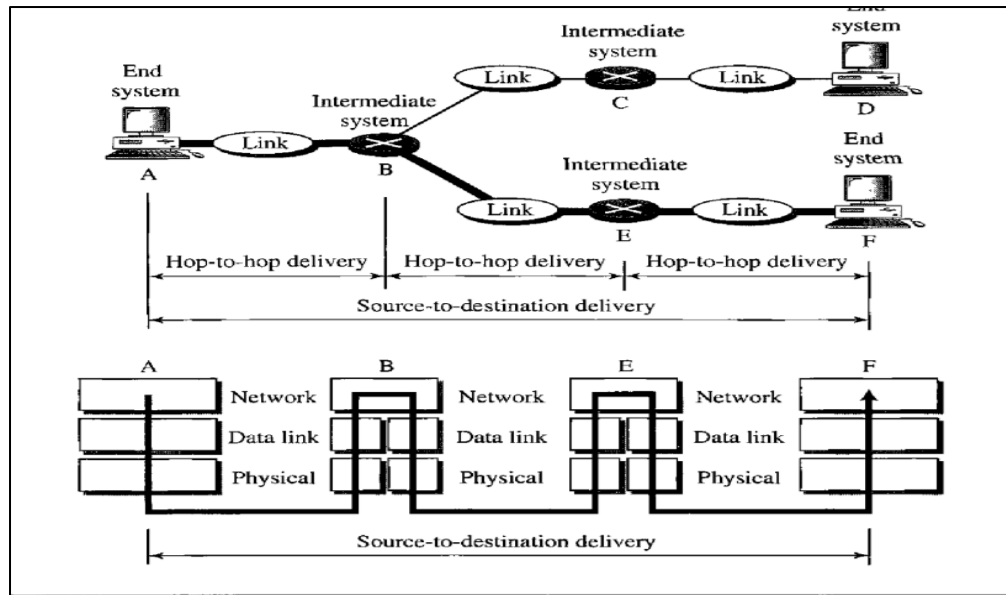 End
system
Intermediate
system
Link
Link
C
D
End
system
Intermediate
system
Link
A
B
End
system
Intermediate
system
Link
Link
E
F
Hop-to-hop delivery
Hop-to-hop delivery
Hop-to-hop delivery
Source-to-destination delivery
A
B
E
F
Network
Network
Network
Data link
Data link
Data link
Physical
Physical
Physical
Source-to-destination delivery